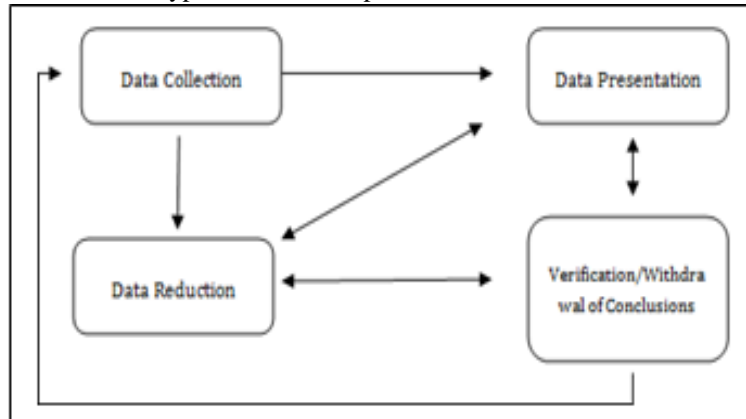 Data Collection
Data Presentation
Data Reduction
Verification/Withdra
wal of Conclusions